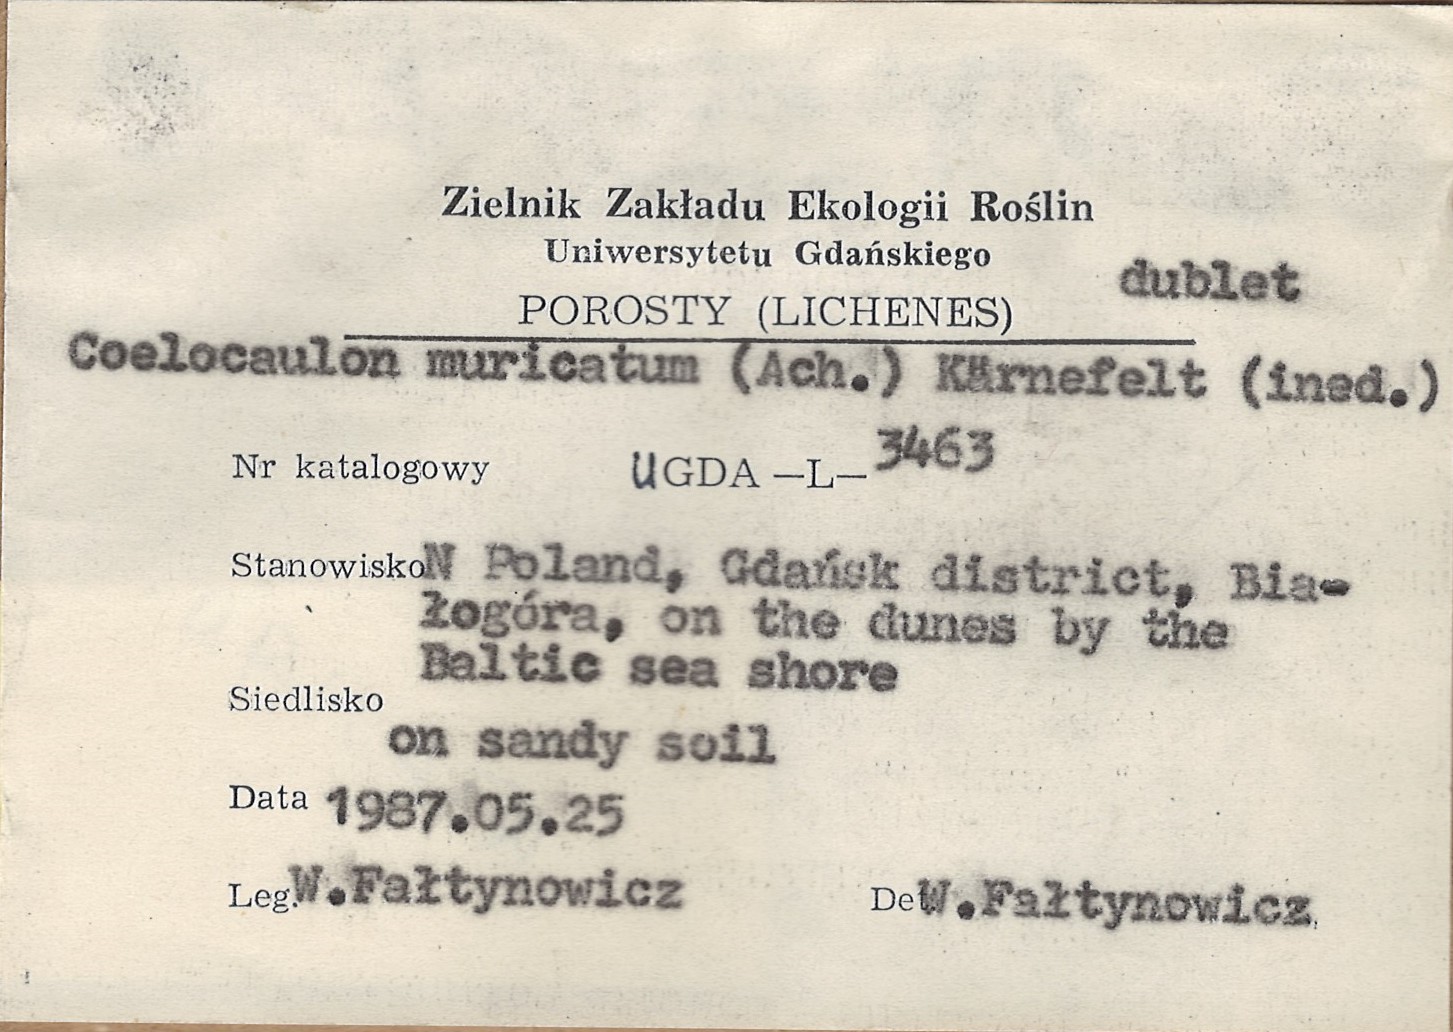 Zielnik Zakładu Ekologii Roślin
Uniwersytetu Gdańskiego
dublet
POROSTY (LICHENES)
Coelocaulon muricatum (Ach.) Kärnefelt (ined.)
Nr katalogowy UGDA —L— 3463
Stanowisko N Poland, Gdańsk district, Bia-
łogóra, on the dunes by the
Baltic sea shore
Siedlisko
on sandy soil
Data 1987.05.25
Leg. W.Fałtynowicz De W.Fałtynowicz